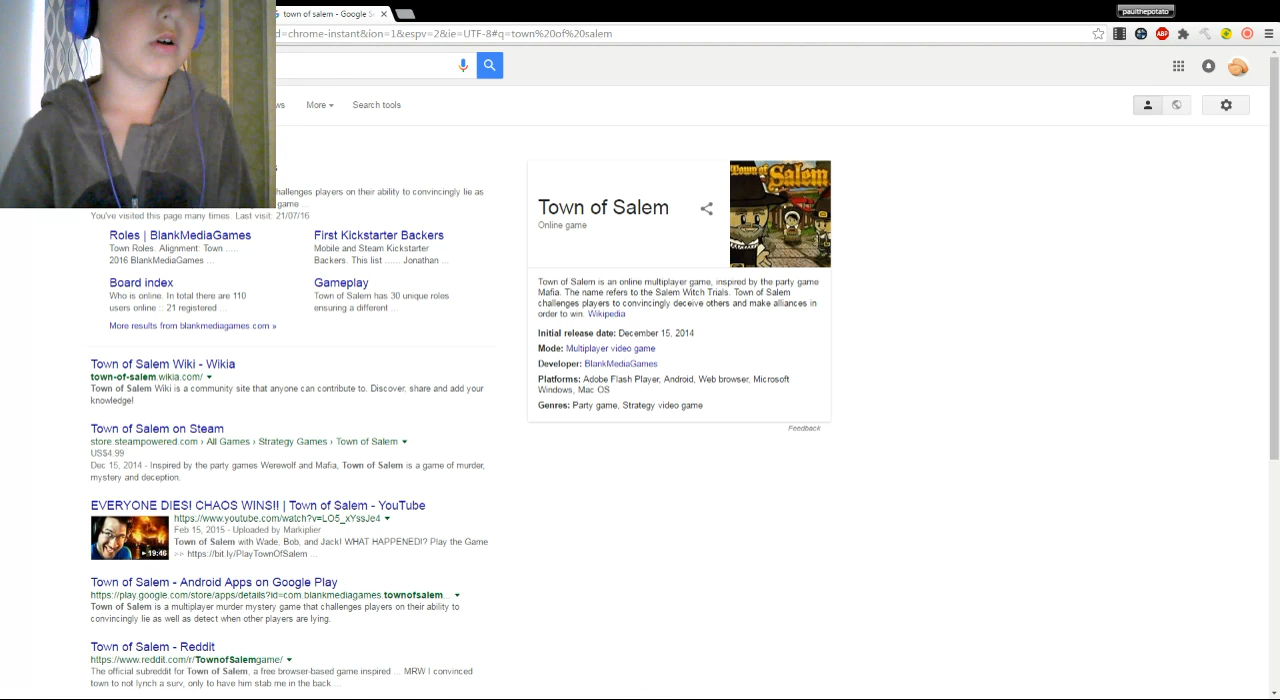 town of salem - Google S
paulthepotato
d=chrome-instant&ion=1&espv=2&ie=UTF-8#q=town%20of%20salem
More
Search tools
hallenges players on their ability to convincingly lie as
game ...
You've visited this page many times. Last visit: 21/07/16
Roles | BlankMediaGames
Town Roles. Alignment: Town .....
2016 BlankMediaGames ...
First Kickstarter Backers
Mobile and Steam Kickstarter
Backers. This list ...... Jonathan ...
Board index
Who is online. In total there are 110
users online .. 21 registered ...
Gameplay
Town of Salem has 30 unique roles
ensuring a different ...
More results from blankmediagames.com »
Town of Salem Wiki - Wikia
town-of-salem.wikia.com/
Town of Salem Wiki is a community site that anyone can contribute to. Discover, share and add your
knowledge!
Town of Salem on Steam
store.steampowered.com › All Games › Strategy Games › Town of Salem
US$4.99
Dec 15, 2014 - Inspired by the party games Werewolf and Mafia, Town of Salem is a game of murder,
mystery and deception.
EVERYONE DIES! CHAOS WINS!! | Town of Salem - YouTube
https://www.youtube.com/watch?v=LO5_xYssJe4
Feb 15, 2015 - Uploaded by Markiplier
Town of Salem with Wade, Bob, and Jack! WHAT HAPPENED!? Play the Game
>> https://bit.ly/PlayTownOfSalem ...
19:46
Town of Salem - Android Apps on Google Play
https://play.google.com/store/apps/details?id=com.blankmediagames.townofsalem...
Town of Salem is a multiplayer murder mystery game that challenges players on their ability to
convincingly lie as well as detect when other players are lying.
Town of Salem - Reddit
https://www.reddit.com/r/TownofSalemgame/
The official subreddit for Town of Salem, a free browser-based game inspired ... MRW I convinced
town to not lynch a surv, only to have him stab me in the back ...
Town of Salem
Online game
Town of Salem
Town of Salem is an online multiplayer game, inspired by the party game
Mafia. The name refers to the Salem Witch Trials. Town of Salem
challenges players to convincingly deceive others and make alliances in
order to win. Wikipedia
Initial release date: December 15, 2014
Mode: Multiplayer video game
Developer: BlankMediaGames
Platforms: Adobe Flash Player, Android, Web browser, Microsoft
Windows, Mac OS
Genres: Party game, Strategy video game
Feedback